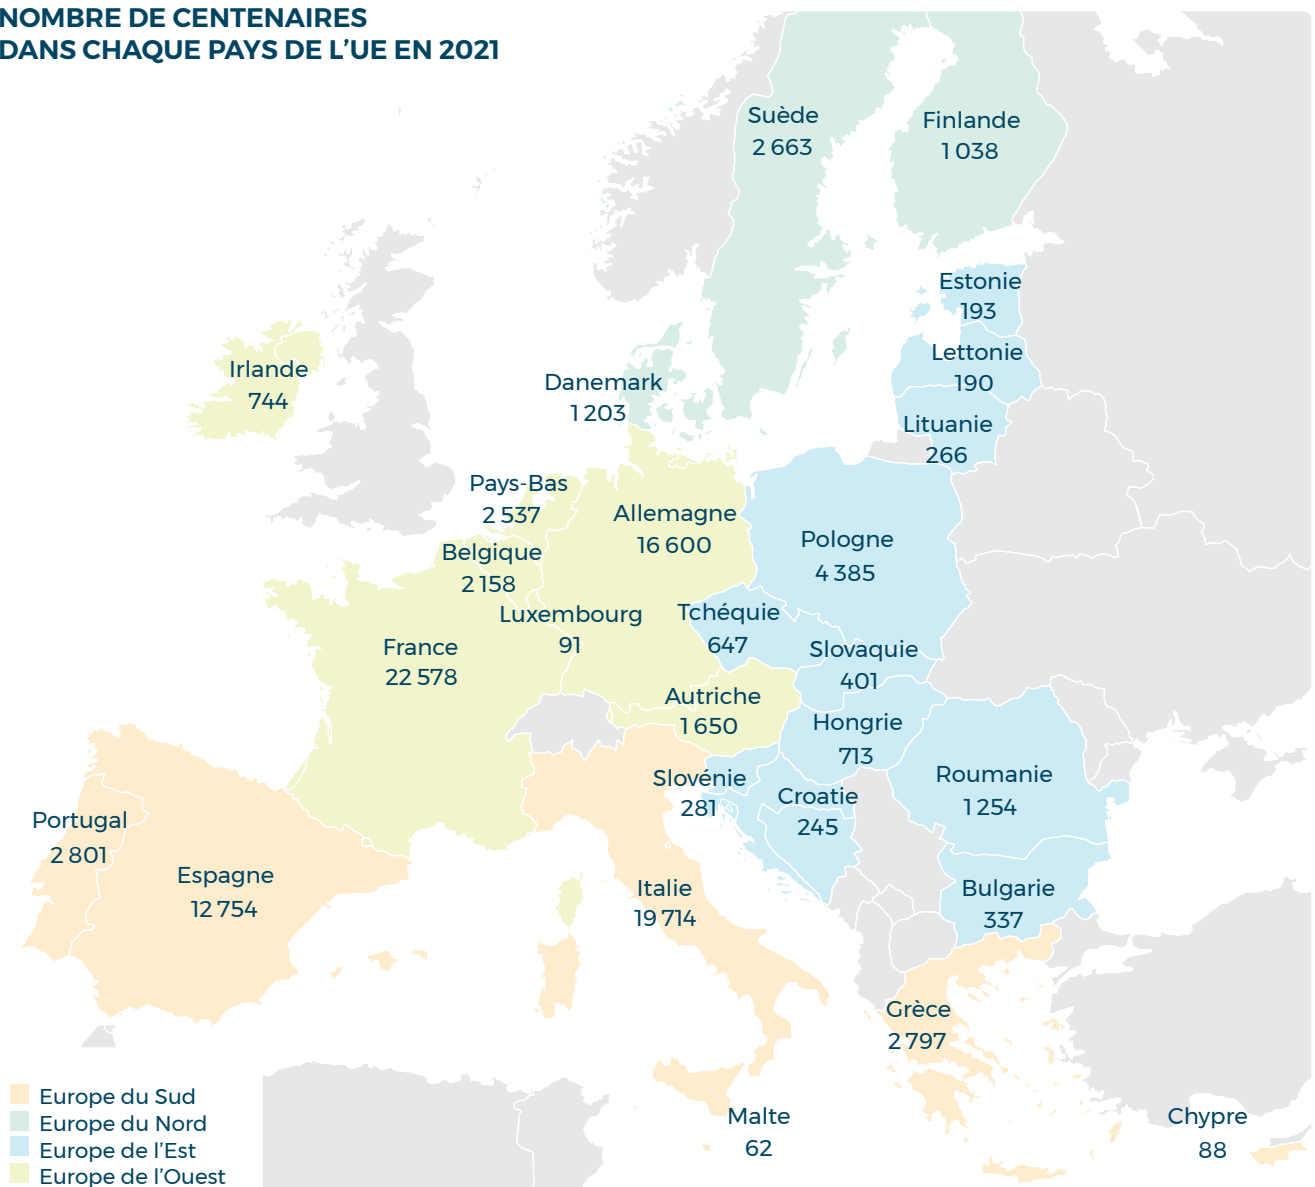 NOMBRE DE CENTENAIRES
DANS CHAQUE PAYS DE L'UE EN 2021
Suède
2 663
Finlande
1 038
Estonie
193
Lettonie
190
Lituanie
266
Irlande
744
Danemark
1 203
Pays-Bas
2 537
Allemagne
16 600
Belgique
2 158
Pologne
4 385
Luxembourg
91
Tchéquie
647
France
22 578
Slovaquie
401
Autriche
1 650
Hongrie
713
Slovénie
281
Croatie
245
Roumanie
1 254
Portugal
2 801
Espagne
12 754
Italie
19 714
Bulgarie
337
Grèce
2 797
Malte
62
Chypre
88
Europe du Sud
Europe du Nord
Europe de l'Est
Europe de l'Ouest